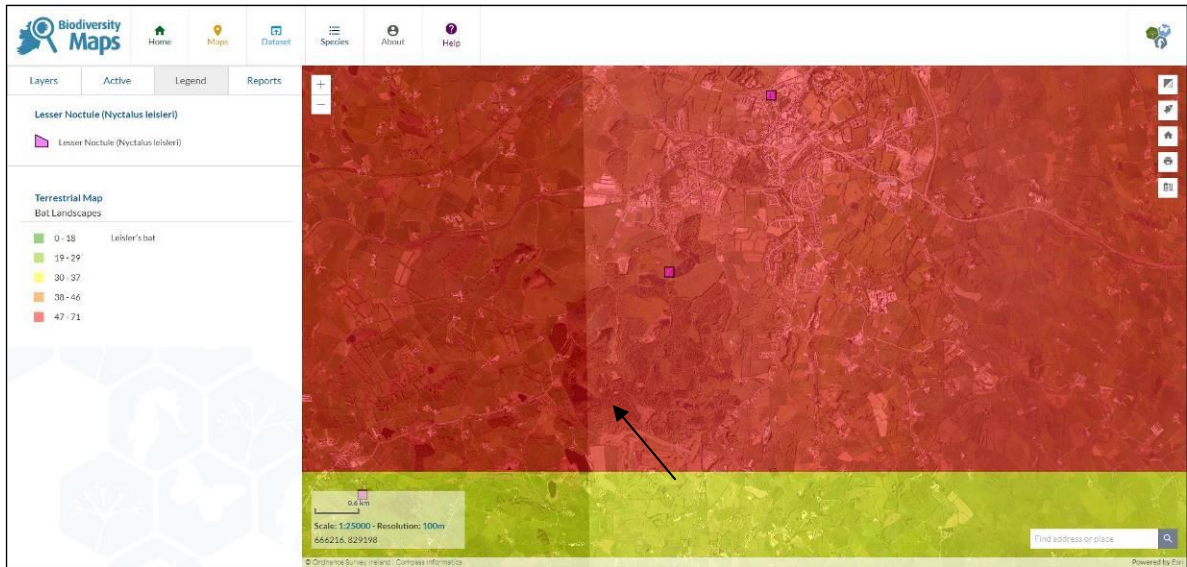 Biodiversity
Maps
Home
Maps
Dataset
Species
About
Help
Layers
Active
Legend
Reports
Lesser Noctule (Nyctalus leisleri)
Lesser Noctule (Nyctalus leisleri)
Terrestrial Map
Bat Landscapes
0 - 18 Leisler's bat
19 - 29
30 - 37
38 - 46
47 - 71
+
−
0.6 km
Scale: 1:25000 - Resolution: 100m
666216, 829198
Find address or place
© Ordnance Survey Ireland | Compass Informatics
Powered by Esri